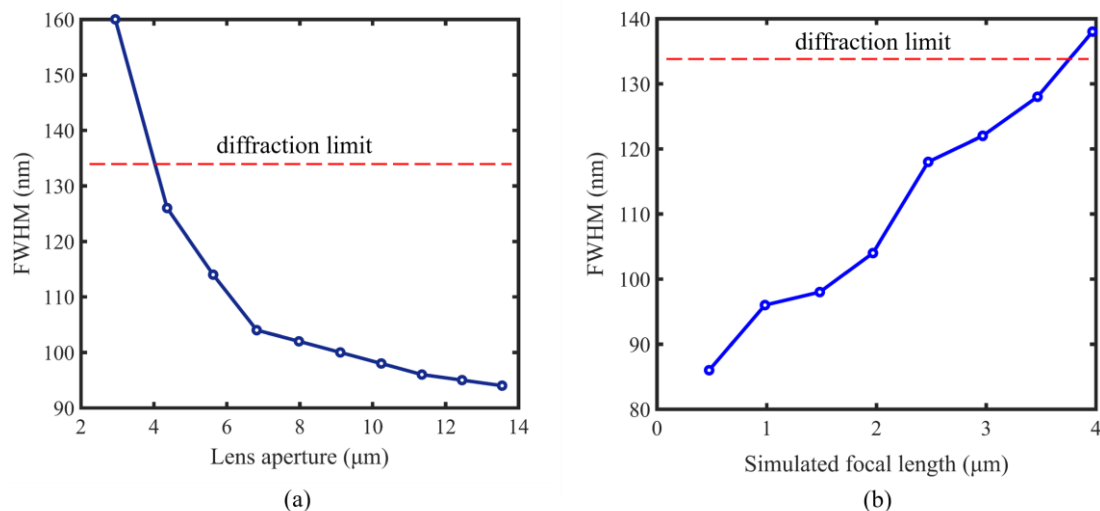 160
150
140
130
120
110
100
90
FWHM (nm)
diffraction limit
2 4 6 8 10 12 14
Lens aperture (μm)
(a)
140
130
120
110
100
90
80
FWHM (nm)
diffraction limit
0 1 2 3 4
Simulated focal length (μm)
(b)